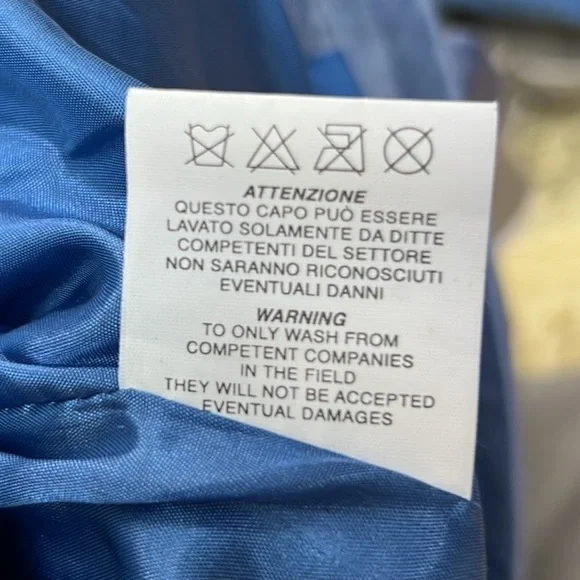 ATTENZIONE
QUESTO CAPO PUÒ ESSERE
LAVATO SOLAMENTE DA DITTE
COMPETENTI DEL SETTORE
NON SARANNO RICONOSCIUTI
EVENTUALI DANNI
WARNING
TO ONLY WASH FROM
COMPETENT COMPANIES
IN THE FIELD
THEY WILL NOT BE ACCEPTED
EVENTUAL DAMAGES